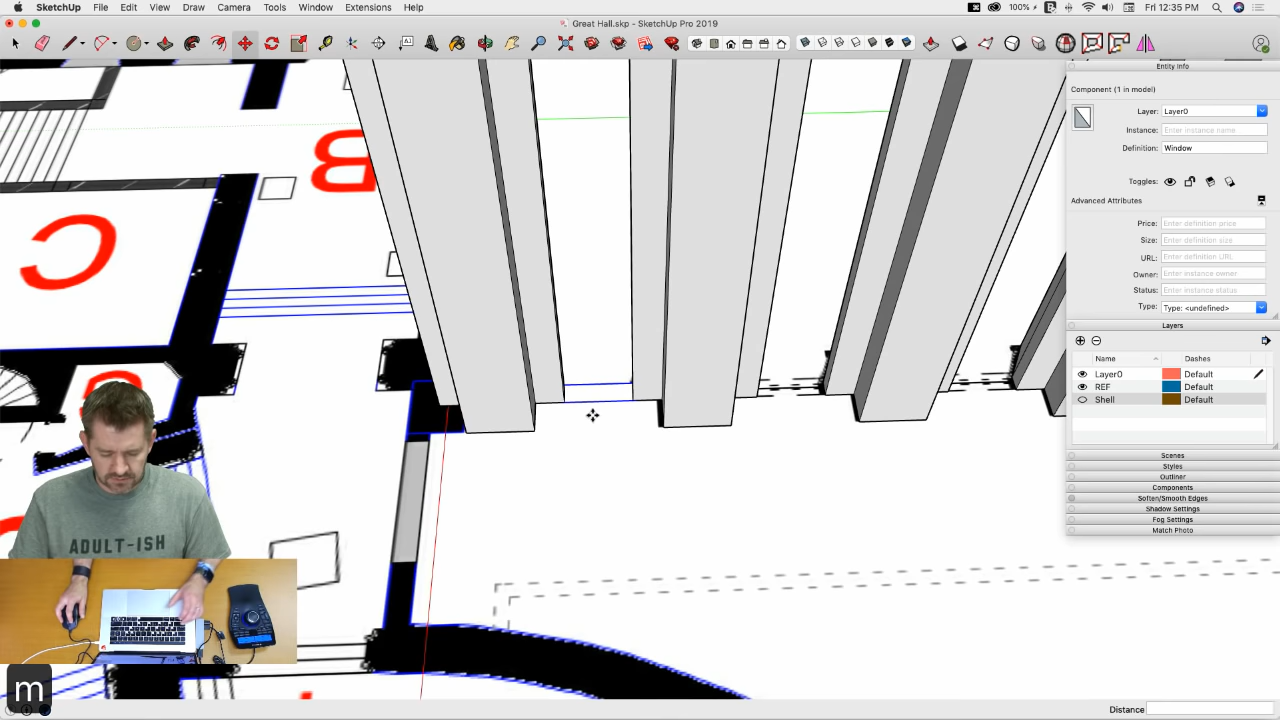 SketchUp File Edit View Draw Camera Tools Window Extensions Help 100% Fri 12:35 PM
Great Hall.skp - SketchUp Pro 2019
Entity Info
Component (1 in model)
Layer: Layer0
Instance: Enter instance name
Definition: Window
Toggles:
Advanced Attributes
Price: Enter definition price
Size: Enter definition size
URL: Enter definition URL
Owner: Enter instance owner
Status: Enter instance status
Type: Type: <undefined>
Layers
Name Dashes
Layer0 Default
REF Default
Shell Default
Scenes
Styles
Outliner
Components
Soften/Smooth Edges
Shadow Settings
Fog Settings
Match Photo
B
C
ADULT-ISH
m
Distance